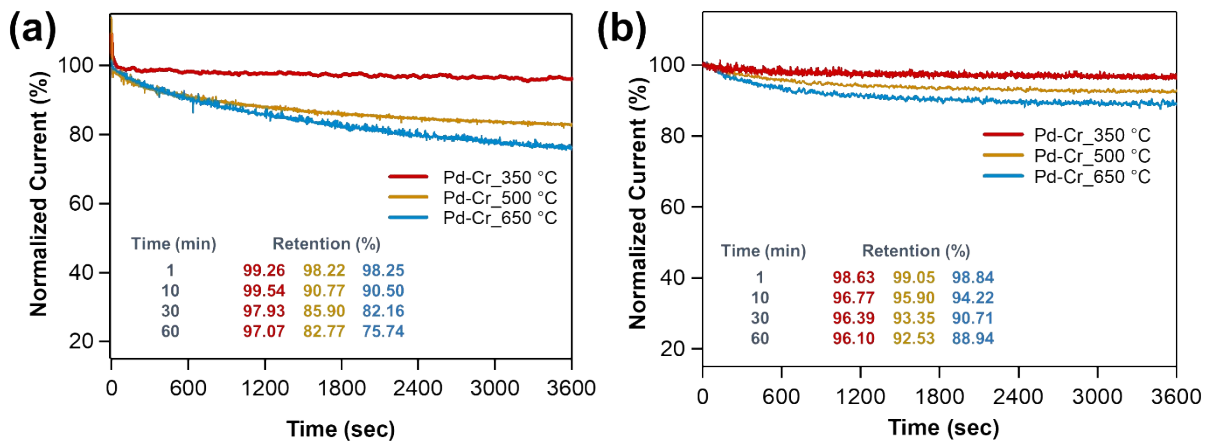 (a)
Normalized Current (%)
100
80
60
40
20
Pd-Cr_350 °C
Pd-Cr_500 °C
Pd-Cr_650 °C
Time (min) Retention (%)
1 99.26 98.22 98.25
10 99.54 90.77 90.50
30 97.93 85.90 82.16
60 97.07 82.77 75.74
0 600 1200 1800 2400 3000 3600
Time (sec)
(b)
Normalized Current (%)
100
80
60
40
20
Pd-Cr_350 °C
Pd-Cr_500 °C
Pd-Cr_650 °C
Time (min) Retention (%)
1 98.63 99.05 98.84
10 96.77 95.90 94.22
30 96.39 93.35 90.71
60 96.10 92.53 88.94
0 600 1200 1800 2400 3000 3600
Time (sec)